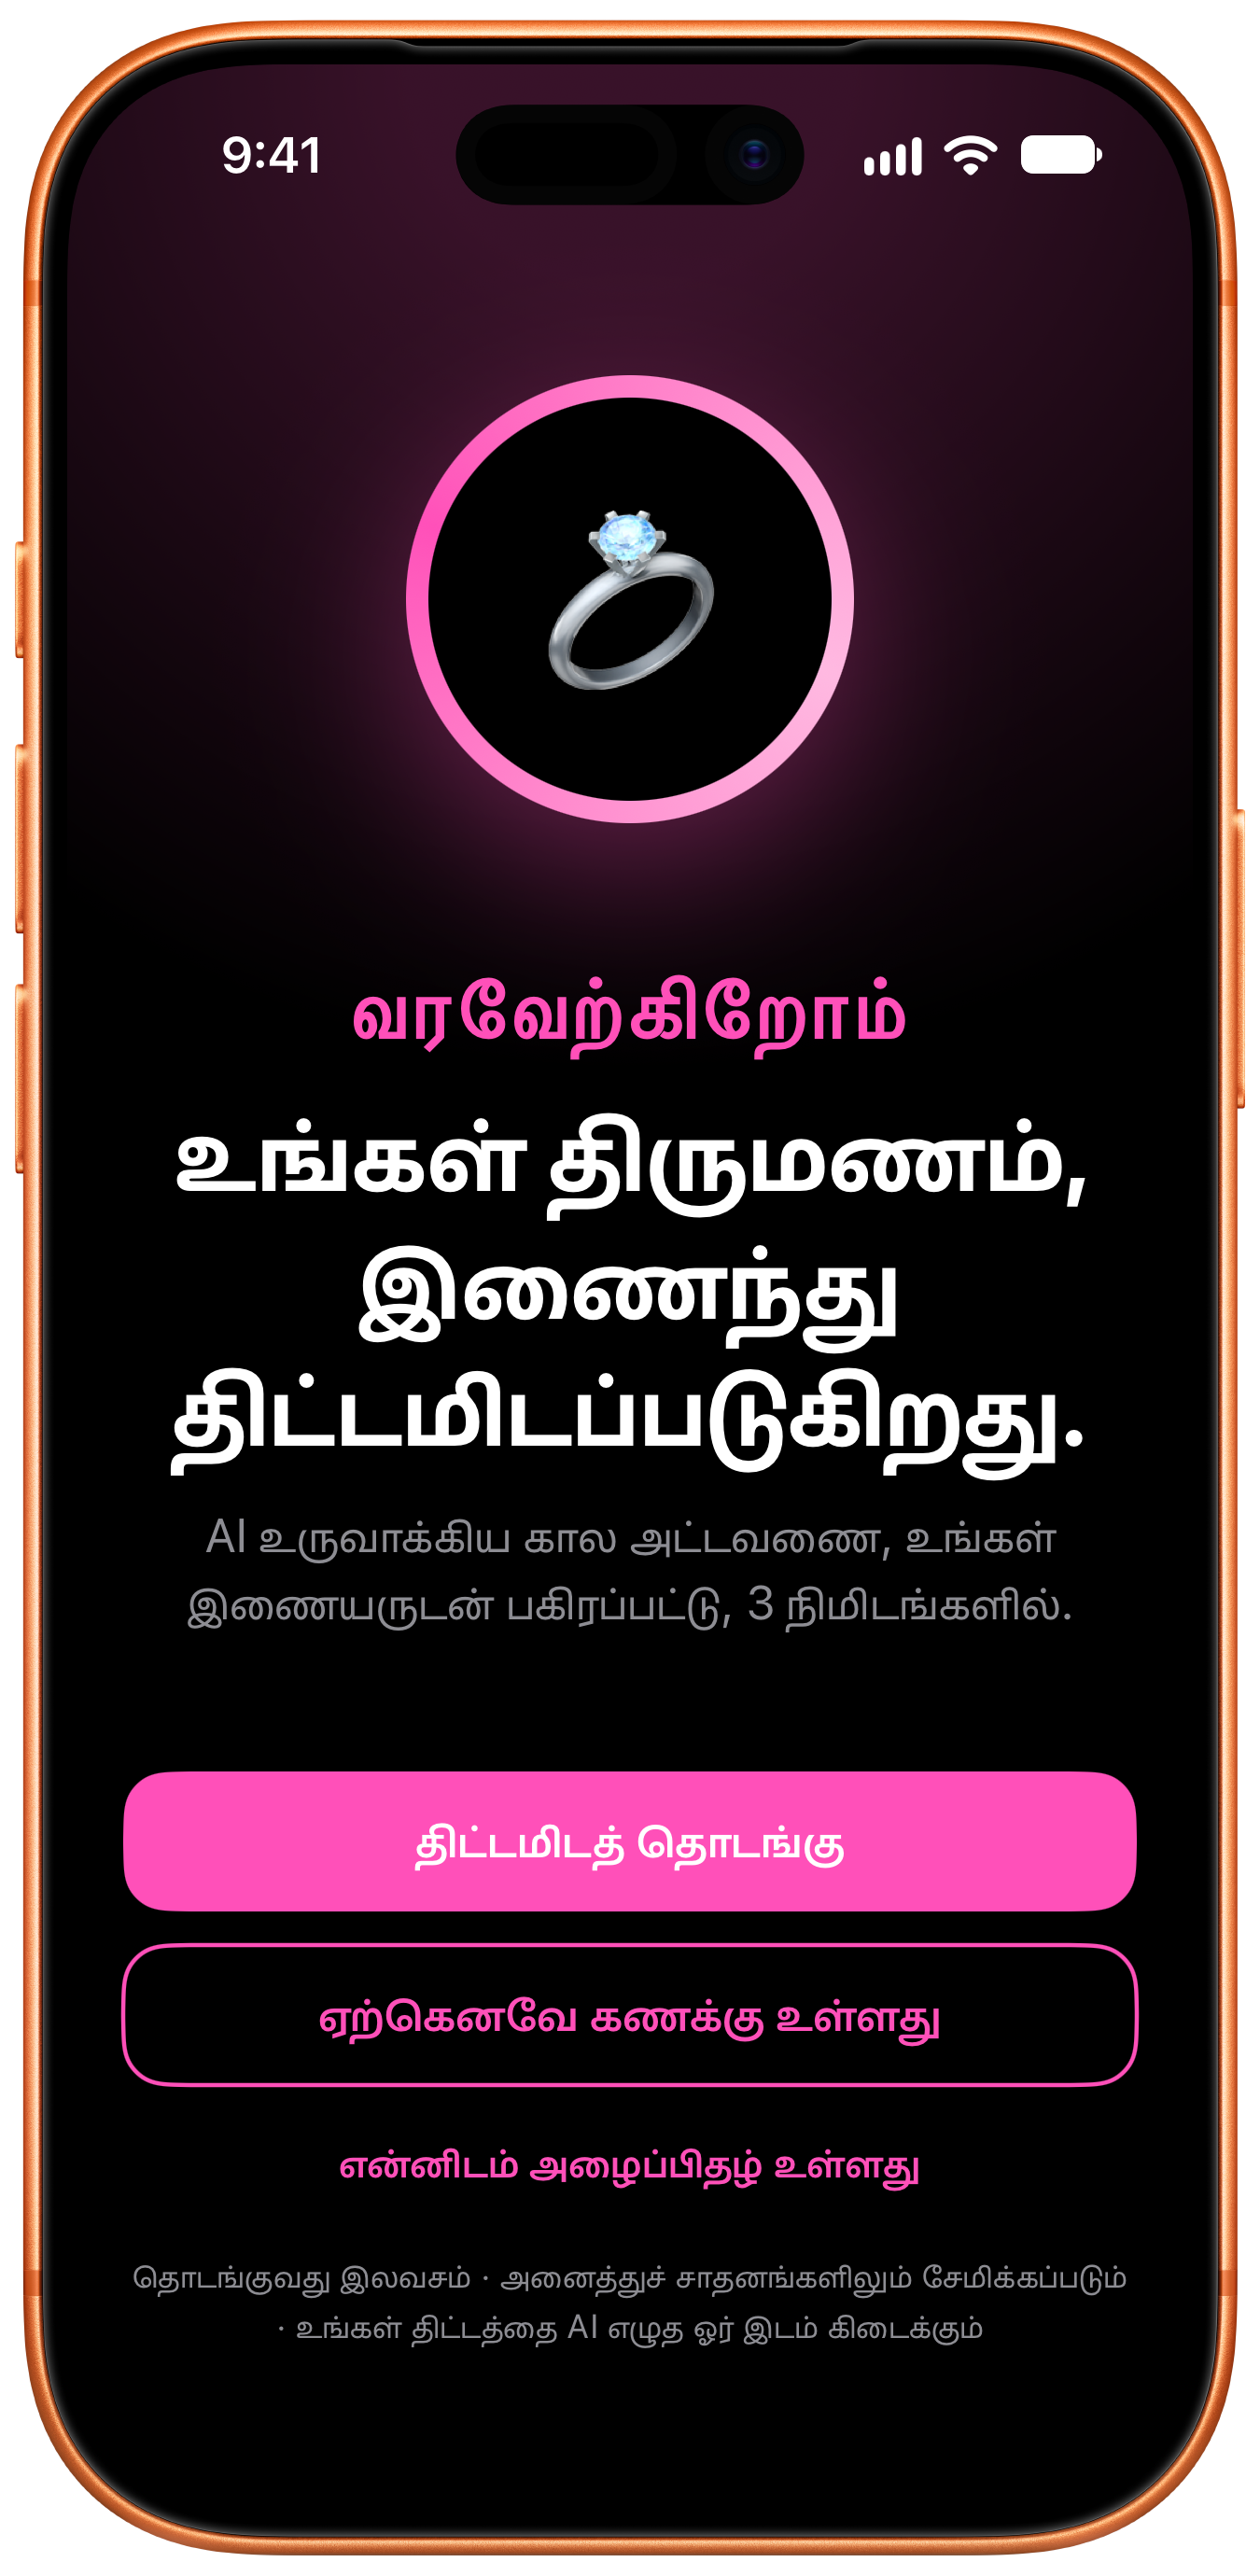 9:41
வரவேற்கிறோம்
உங்கள் திருமணம்,
இணைந்து
திட்டமிடப்படுகிறது.
AI உருவாக்கிய கால அட்டவணை, உங்கள்
இணையருடன் பகிரப்பட்டு, 3 நிமிடங்களில்.
திட்டமிடத் தொடங்கு
ஏற்கெனவே கணக்கு உள்ளது
என்னிடம் அழைப்பிதழ் உள்ளது
தொடங்குவது இலவசம் · அனைத்துச் சாதனங்களிலும் சேமிக்கப்படும்
· உங்கள் திட்டத்தை AI எழுத ஓர் இடம் கிடைக்கும்